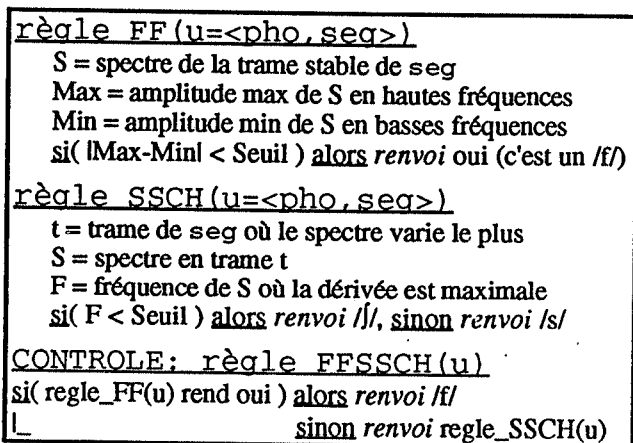 règle FF(u=<pho,seg>)
S = spectre de la trame stable de seg
Max = amplitude max de S en hautes fréquences
Min = amplitude min de S en basses fréquences
si( |Max-Min| < Seuil ) alors renvoi oui (c'est un /f/)
règle SSCH(u=<pho,seg>)
t = trame de seg où le spectre varie le plus
S = spectre en trame t
F = fréquence de S où la dérivée est maximale
si( F < Seuil ) alors renvoi /ʃ/, sinon renvoi /s/
CONTROLE: règle FFSSCH(u)
si( regle_FF(u) rend oui ) alors renvoi /f/
|_ sinon renvoi regle_SSCH(u)